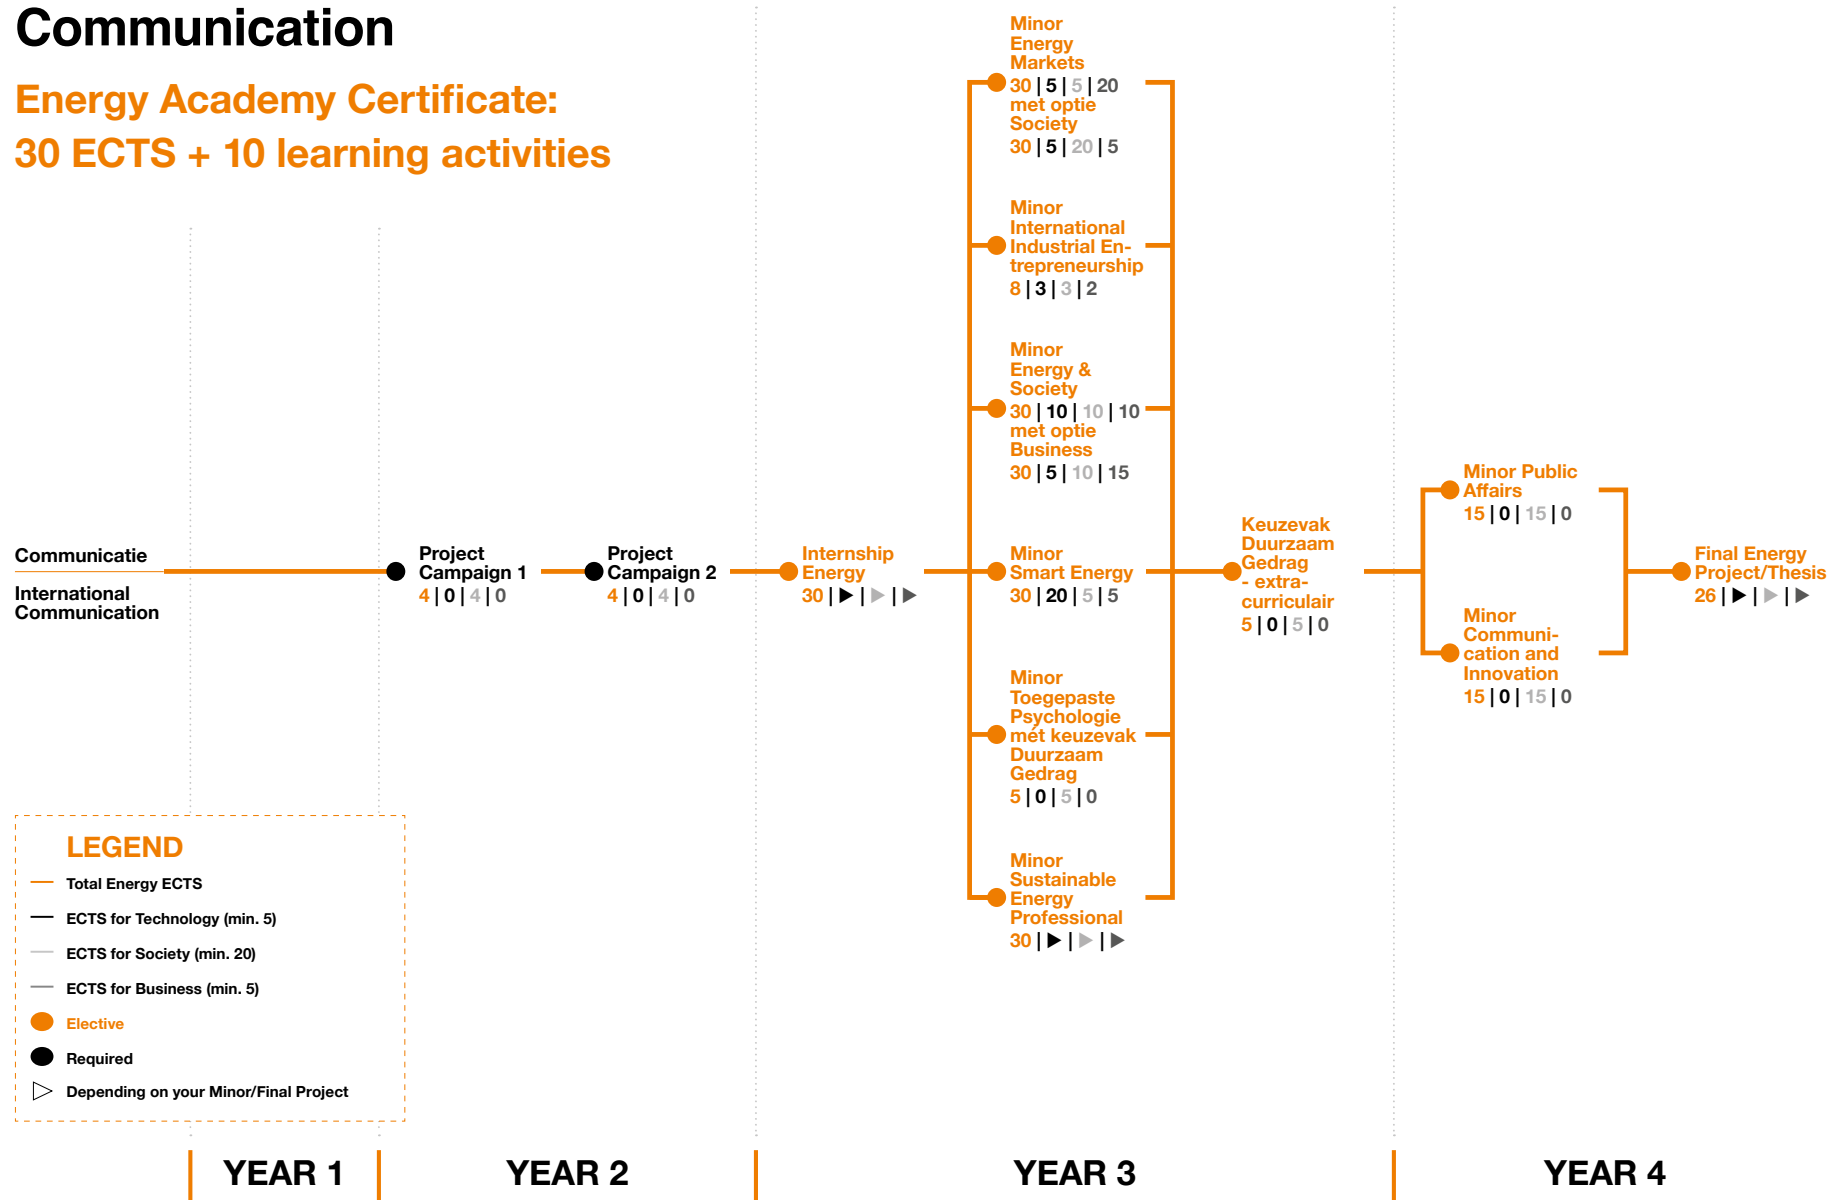 Communication
Energy Academy Certificate:
30 ECTS + 10 learning activities
Communicatie
International
Communication
Project
Campaign 1
4 | 0 | 4 | 0
Project
Campaign 2
4 | 0 | 4 | 0
Internship
Energy
30 | ▶ | ▶ | ▶
Minor
Energy
Markets
30 | 5 | 5 | 20
met optie
Society
30 | 5 | 20 | 5
Minor
International
Industrial En-
trepreneurship
8 | 3 | 3 | 2
Minor
Energy &
Society
30 | 10 | 10 | 10
met optie
Business
30 | 5 | 10 | 15
Minor
Smart Energy
30 | 20 | 5 | 5
Minor
Toegepaste
Psychologie
mét keuzevak
Duurzaam
Gedrag
5 | 0 | 5 | 0
Minor
Sustainable
Energy
Professional
30 | ▶ | ▶ | ▶
Keuzevak
Duurzaam
Gedrag
- extra-
curriculair
5 | 0 | 5 | 0
Minor Public
Affairs
15 | 0 | 15 | 0
Minor
Communi-
cation and
Innovation
15 | 0 | 15 | 0
Final Energy
Project/Thesis
26 | ▶ | ▶ | ▶
LEGEND
Total Energy ECTS
ECTS for Technology (min. 5)
ECTS for Society (min. 20)
ECTS for Business (min. 5)
Elective
Required
Depending on your Minor/Final Project
YEAR 1
YEAR 2
YEAR 3
YEAR 4